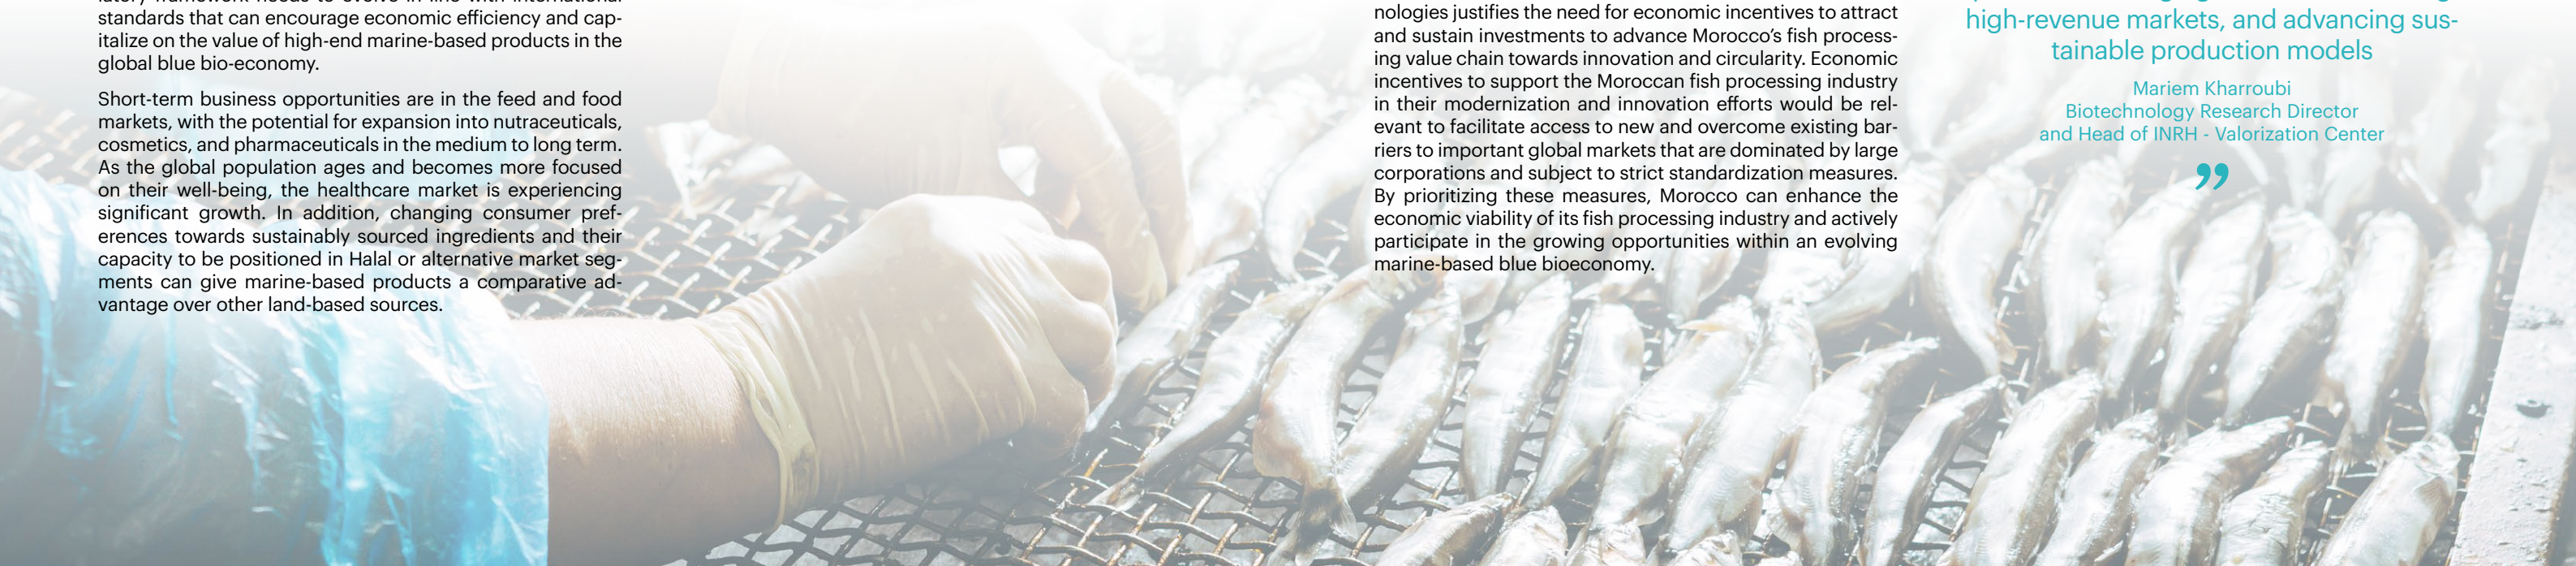 latory framework needs to evolve in line with international
standards that can encourage economic efficiency and cap-
italize on the value of high-end marine-based products in the
global blue bio-economy.
Short-term business opportunities are in the feed and food
markets, with the potential for expansion into nutraceuticals,
cosmetics, and pharmaceuticals in the medium to long term.
As the global population ages and becomes more focused
on their well-being, the healthcare market is experiencing
significant growth. In addition, changing consumer pref-
erences towards sustainably sourced ingredients and their
capacity to be positioned in Halal or alternative market seg-
ments can give marine-based products a comparative ad-
vantage over other land-based sources.
nologies justifies the need for economic incentives to attract
and sustain investments to advance Morocco’s fish process-
ing value chain towards innovation and circularity. Economic
incentives to support the Moroccan fish processing industry
in their modernization and innovation efforts would be rel-
evant to facilitate access to new and overcome existing bar-
riers to important global markets that are dominated by large
corporations and subject to strict standardization measures.
By prioritizing these measures, Morocco can enhance the
economic viability of its fish processing industry and actively
participate in the growing opportunities within an evolving
marine-based blue bioeconomy.
high-revenue markets, and advancing sus-
tainable production models
Mariem Kharroubi
Biotechnology Research Director
and Head of INRH - Valorization Center
”